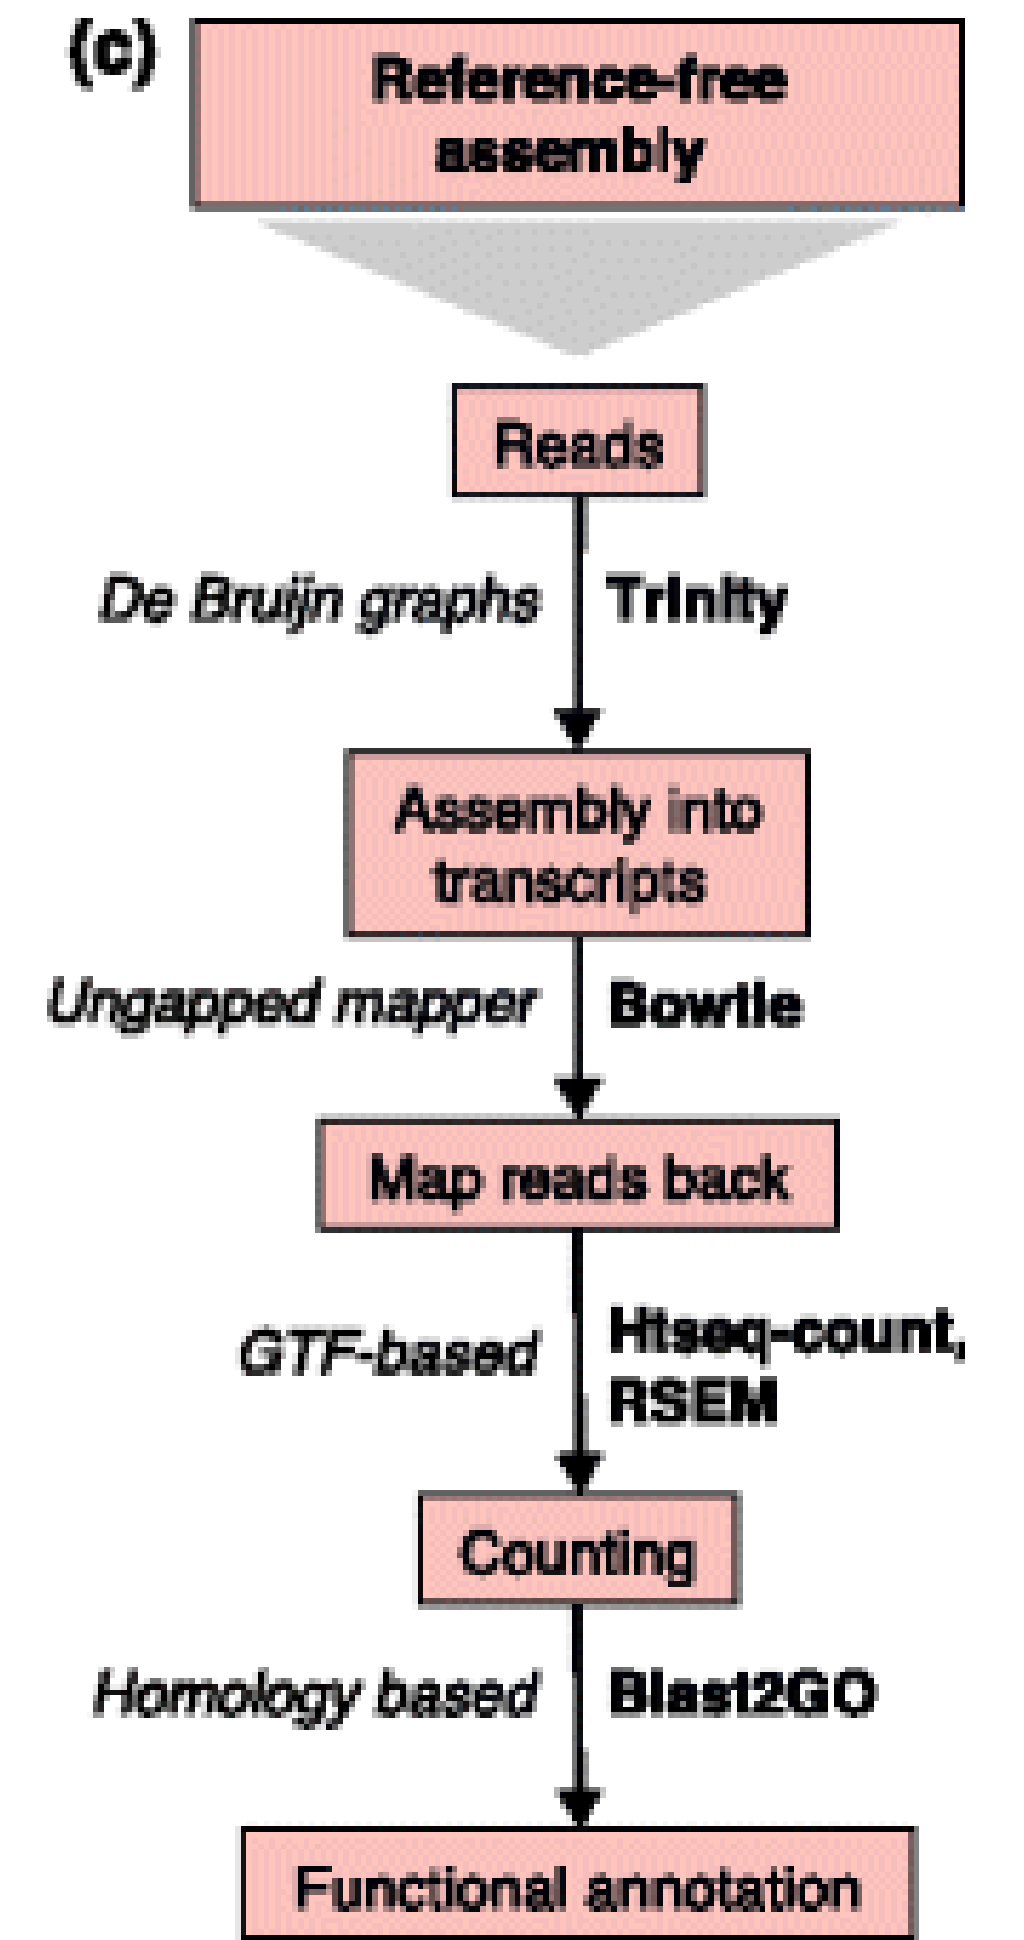 (c)
Reference-free
assembly
Reads
De Bruijn graphs
Trinity
Assembly into
transcripts
Ungapped mapper
Bowtie
Map reads back
GTF-based
Htseq-count,
RSEM
Counting
Homology based
Blast2GO
Functional annotation